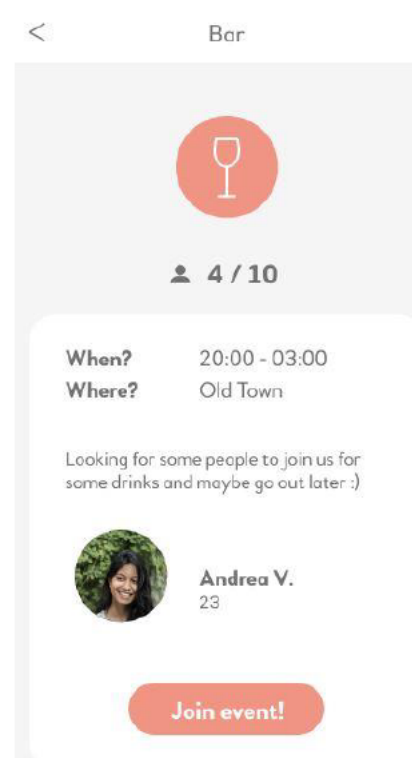 Bar
4 / 10
When? 20:00 - 03:00
Where? Old Town
Looking for some people to join us for
some drinks and maybe go out later :)
Andrea V.
23
Join event!